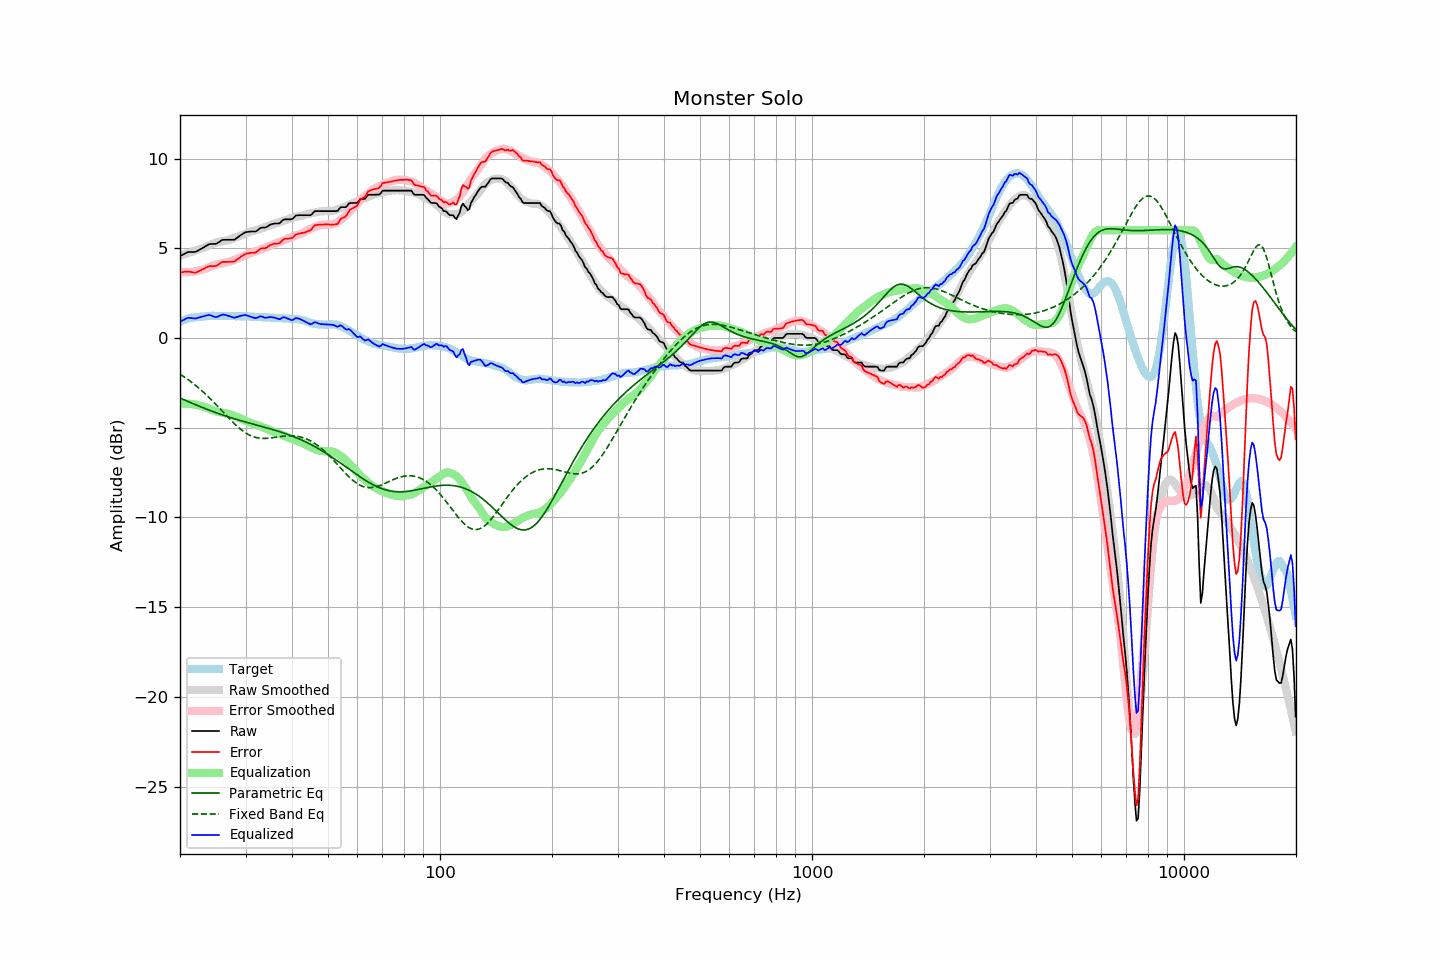 Monster Solo
Amplitude (dBr)
10
5
0
−5
−10
−15
−20
−25
Target
Raw Smoothed
Error Smoothed
Raw
Error
Equalization
Parametric Eq
Fixed Band Eq
Equalized
100
1000
10000
Frequency (Hz)